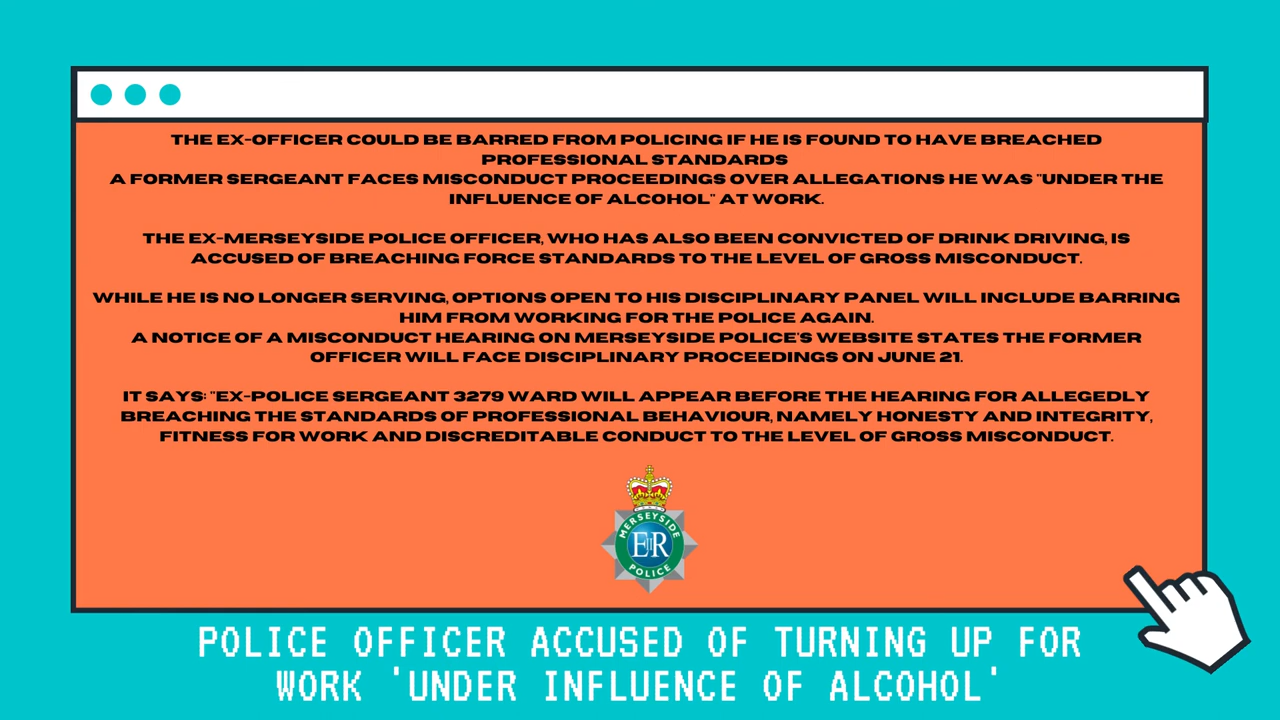 THE EX-OFFICER COULD BE BARRED FROM POLICING IF HE IS FOUND TO HAVE BREACHED
PROFESSIONAL STANDARDS
A FORMER SERGEANT FACES MISCONDUCT PROCEEDINGS OVER ALLEGATIONS HE WAS "UNDER THE
INFLUENCE OF ALCOHOL" AT WORK.
THE EX-MERSEYSIDE POLICE OFFICER, WHO HAS ALSO BEEN CONVICTED OF DRINK DRIVING, IS
ACCUSED OF BREACHING FORCE STANDARDS TO THE LEVEL OF GROSS MISCONDUCT.
WHILE HE IS NO LONGER SERVING, OPTIONS OPEN TO HIS DISCIPLINARY PANEL WILL INCLUDE BARRING
HIM FROM WORKING FOR THE POLICE AGAIN.
A NOTICE OF A MISCONDUCT HEARING ON MERSEYSIDE POLICE'S WEBSITE STATES THE FORMER
OFFICER WILL FACE DISCIPLINARY PROCEEDINGS ON JUNE 21.
IT SAYS: "EX-POLICE SERGEANT 3279 WARD WILL APPEAR BEFORE THE HEARING FOR ALLEGEDLY
BREACHING THE STANDARDS OF PROFESSIONAL BEHAVIOUR, NAMELY HONESTY AND INTEGRITY,
FITNESS FOR WORK AND DISCREDITABLE CONDUCT TO THE LEVEL OF GROSS MISCONDUCT.
MERSEYSIDE
EIIR
POLICE
POLICE OFFICER ACCUSED OF TURNING UP FOR
WORK 'UNDER INFLUENCE OF ALCOHOL'